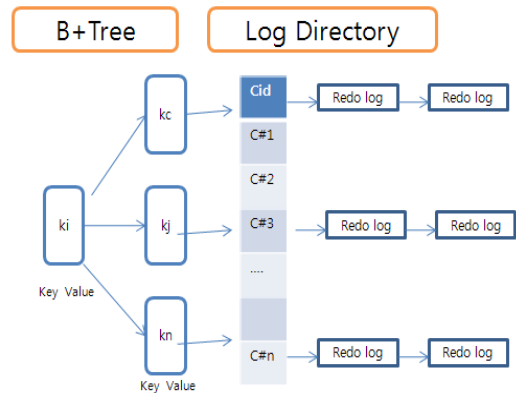 B+Tree
Log Directory
Cid
kc
Redo log
Redo log
C#1
C#2
ki
kj
C#3
Redo log
Redo log
....
Key Value
kn
C#n
Redo log
Redo log
Key Value